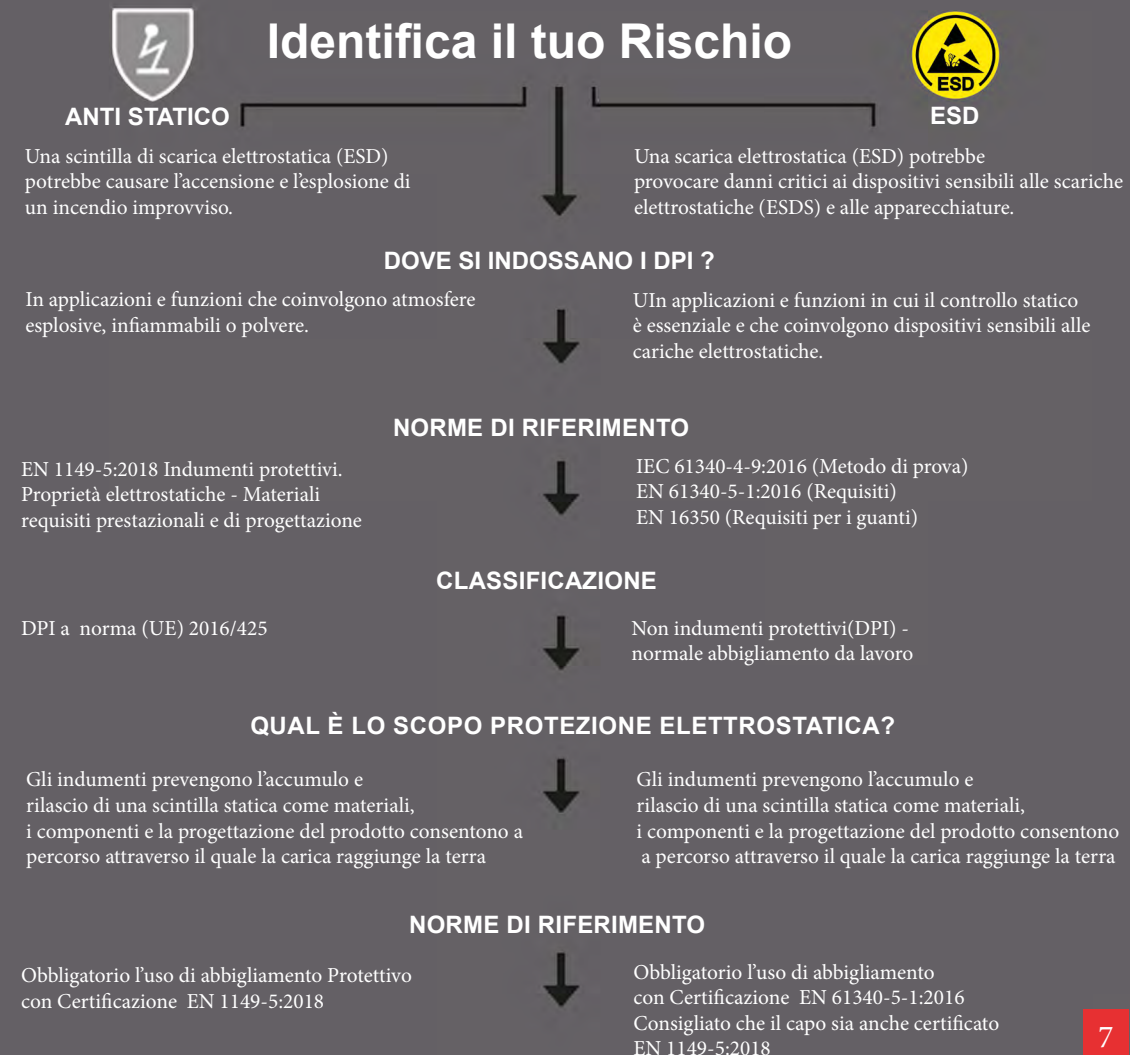 Identifica il tuo Rischio
ANTI STATICO
Una scintilla di scarica elettrostatica (ESD)
potrebbe causare l'accensione e l'esplosione di
un incendio improvviso.
ESD
ESD
Una scarica elettrostatica (ESD) potrebbe
provocare danni critici ai dispositivi sensibili alle scariche
elettrostatiche (ESDS) e alle apparecchiature.
DOVE SI INDOSSANO I DPI ?
In applicazioni e funzioni che coinvolgono atmosfere
esplosive, infiammabili o polvere.
UIn applicazioni e funzioni in cui il controllo statico
è essenziale e che coinvolgono dispositivi sensibili alle
cariche elettrostatiche.
NORME DI RIFERIMENTO
EN 1149-5:2018 Indumenti protettivi.
Proprietà elettrostatiche - Materiali
requisiti prestazionali e di progettazione
IEC 61340-4-9:2016 (Metodo di prova)
EN 61340-5-1:2016 (Requisiti)
EN 16350 (Requisiti per i guanti)
CLASSIFICAZIONE
DPI a  norma (UE) 2016/425
Non indumenti protettivi(DPI) -
normale abbigliamento da lavoro
QUAL È LO SCOPO PROTEZIONE ELETTROSTATICA?
Gli indumenti prevengono l'accumulo e
rilascio di una scintilla statica come materiali,
i componenti e la progettazione del prodotto consentono a
percorso attraverso il quale la carica raggiunge la terra
Gli indumenti prevengono l'accumulo e
rilascio di una scintilla statica come materiali,
i componenti e la progettazione del prodotto consentono
a percorso attraverso il quale la carica raggiunge la terra
NORME DI RIFERIMENTO
Obbligatorio l'uso di abbigliamento Protettivo
con Certificazione  EN 1149-5:2018
Obbligatorio l'uso di abbigliamento
con Certificazione  EN 61340-5-1:2016
Consigliato che il capo sia anche certificato
EN 1149-5:2018
7